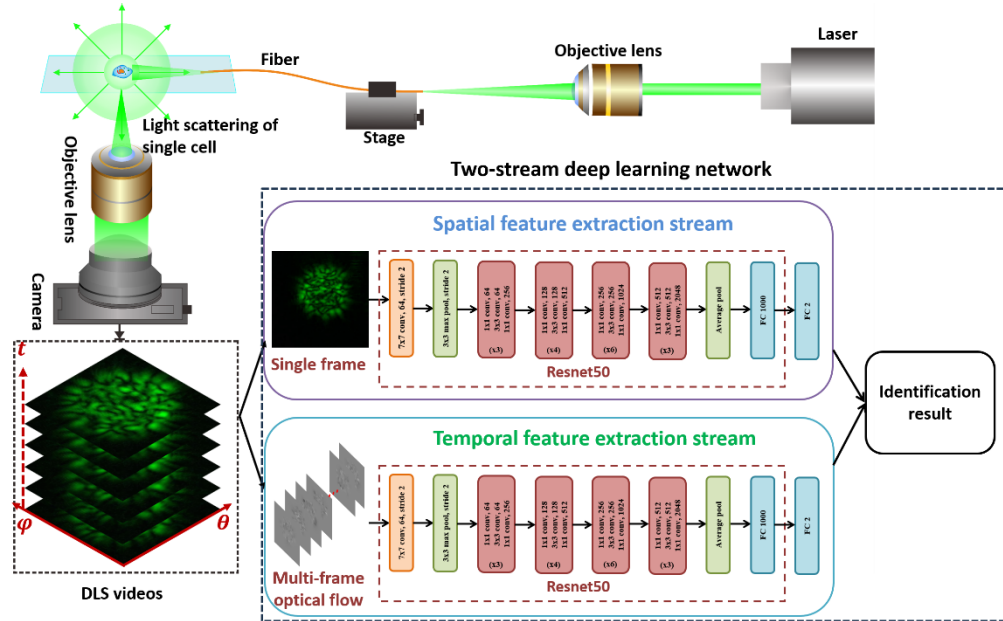 Laser
Objective lens
Fiber
Stage
Light scattering of
single cell
Objective lens
Camera
Two-stream deep learning network
Spatial feature extraction stream
Single frame
7x7 conv, 64, stride 2
3x3 max pool, stride 2
1x1 conv, 64
3x3 conv, 64
1x1 conv, 256
(x3)
1x1 conv, 128
3x3 conv, 128
1x1 conv, 512
(x4)
1x1 conv, 256
3x3 conv, 256
1x1 conv, 1024
(x6)
1x1 conv, 512
3x3 conv, 512
1x1 conv, 2048
(x3)
Average pool
FC 1000
FC 2
Resnet50
Temporal feature extraction stream
Multi-frame
optical flow
7x7 conv, 64, stride 2
3x3 max pool, stride 2
1x1 conv, 64
3x3 conv, 64
1x1 conv, 256
(x3)
1x1 conv, 128
3x3 conv, 128
1x1 conv, 512
(x4)
1x1 conv, 256
3x3 conv, 256
1x1 conv, 1024
(x6)
1x1 conv, 512
3x3 conv, 512
1x1 conv, 2048
(x3)
Average pool
FC 1000
FC 2
Resnet50
Identification
result
t
φ
θ
DLS videos